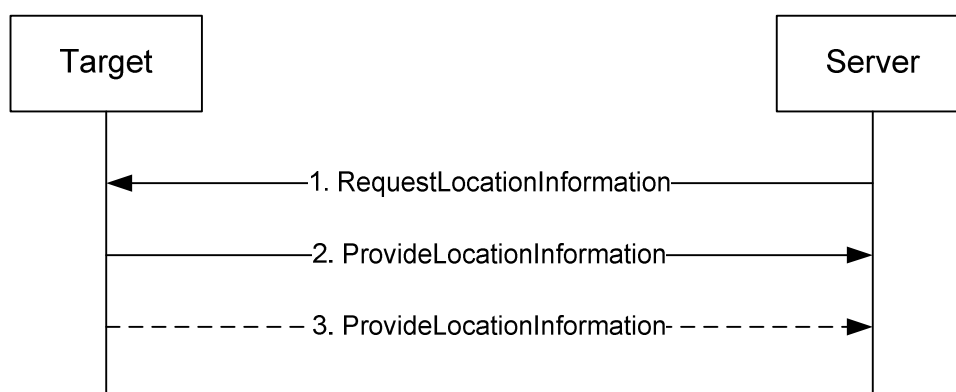 Target
Server
1. RequestLocationInformation
2. ProvideLocationInformation
3. ProvideLocationInformation